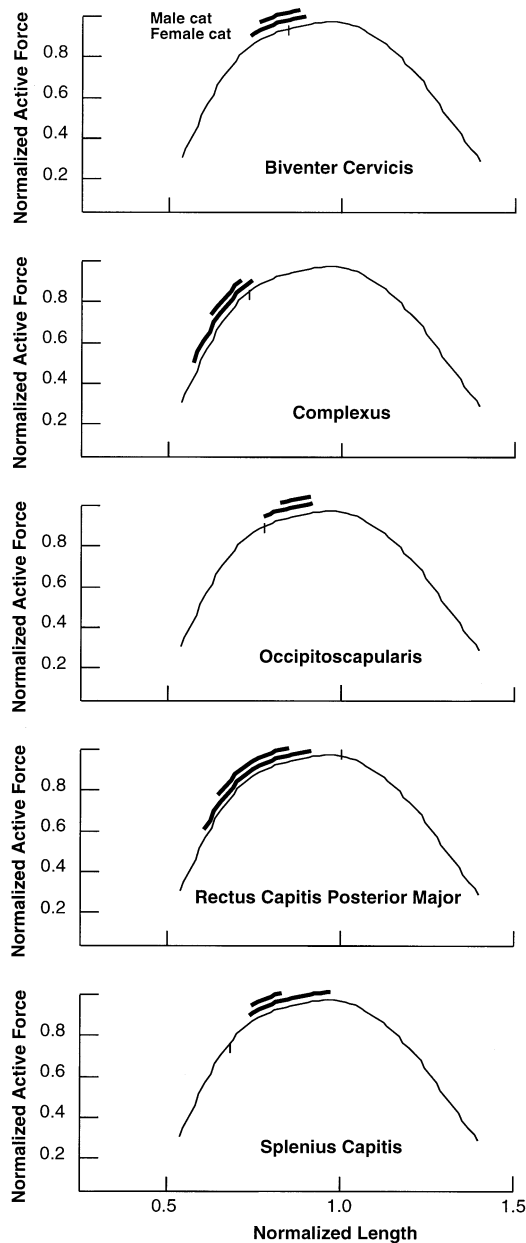 Male cat
Female cat
Normalized Active Force
0.8
0.6
0.4
0.2
Biventer Cervicis
Normalized Active Force
0.8
0.6
0.4
0.2
Complexus
Normalized Active Force
0.8
0.6
0.4
0.2
Occipitoscapularis
Normalized Active Force
0.8
0.6
0.4
0.2
Rectus Capitis Posterior Major
Normalized Active Force
0.8
0.6
0.4
0.2
Splenius Capitis
0.5 1.0 1.5
Normalized Length